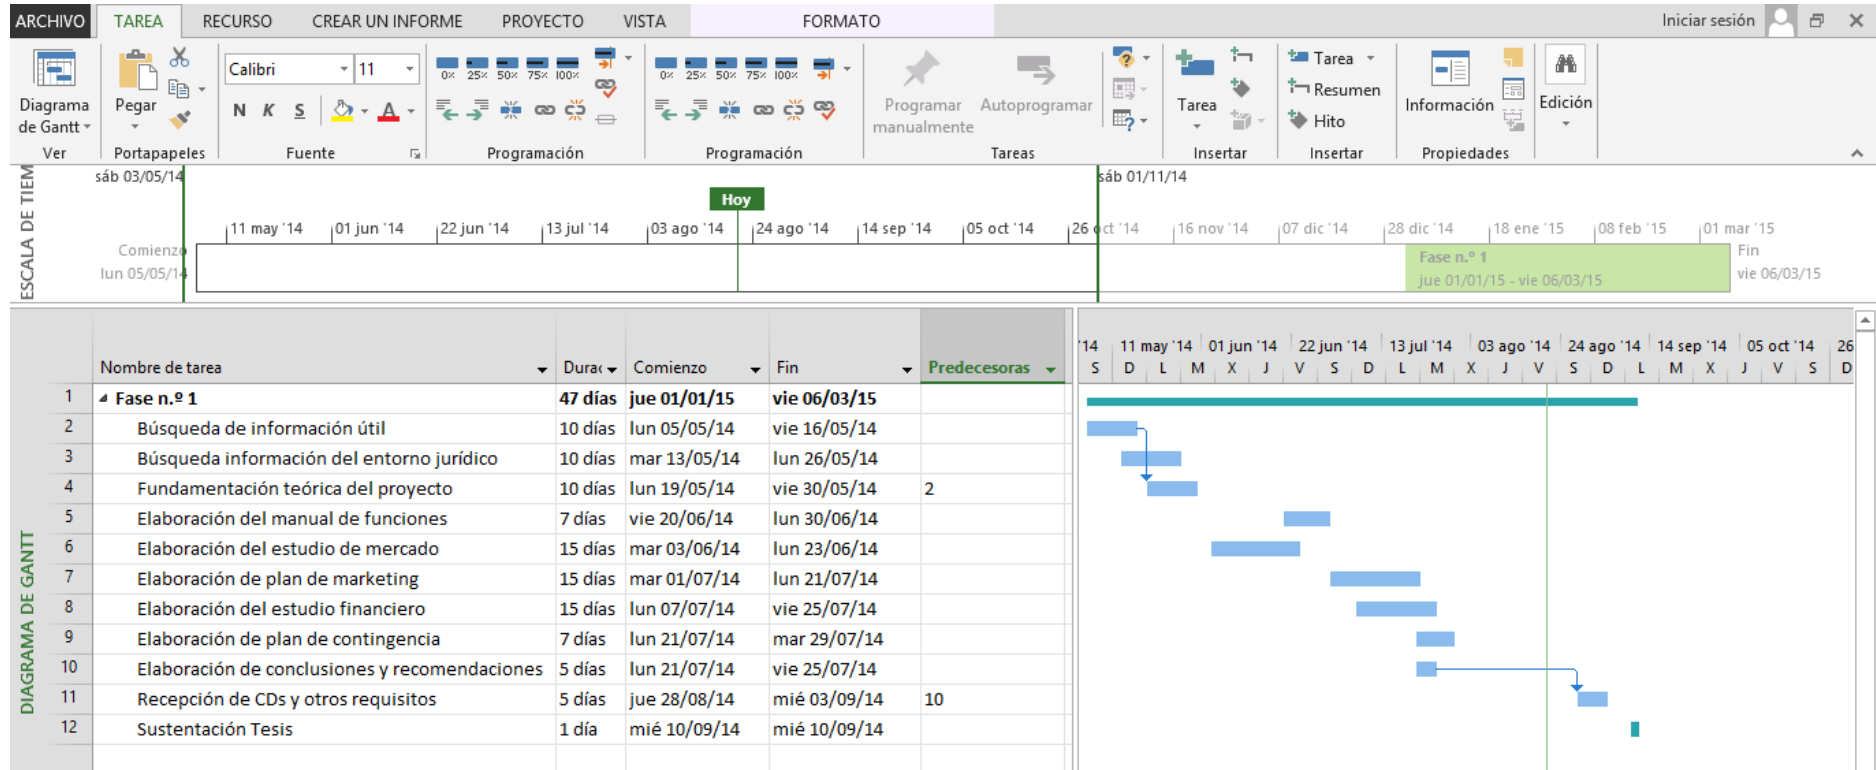 ARCHIVO TAREA RECURSO CREAR UN INFORME PROYECTO VISTA FORMATO Iniciar sesión
Calibri 11
0% 25% 50% 75% 100% 0% 25% 50% 75% 100%
Tarea
Resumen
Hito
Diagrama de Gantt
Pegar
N K S A
Programar manualmente
Autoprogramar
Tarea
Información
Edición
Ver Portapapeles Fuente Programación Programación Tareas Insertar Insertar Propiedades
ESCALA DE TIEM
sáb 03/05/14 sáb 01/11/14
Hoy
11 may '14 01 jun '14 22 jun '14 13 jul '14 03 ago '14 24 ago '14 14 sep '14 05 oct '14 26 oct '14 16 nov '14 07 dic '14 28 dic '14 18 ene '15 08 feb '15 01 mar '15
Comienzo
lun 05/05/14
Fase n.º 1
jue 01/01/15 - vie 06/03/15
Fin
vie 06/03/15
DIAGRAMA DE GANTT
Nombre de tarea Durac Comienzo Fin Predecesoras
'14 11 may '14 01 jun '14 22 jun '14 13 jul '14 03 ago '14 24 ago '14 14 sep '14 05 oct '14 26
S D L M X J V S D L M X J V S D L M X J V S D
1 Fase n.º 1 47 días jue 01/01/15 vie 06/03/15
2 Búsqueda de información útil 10 días lun 05/05/14 vie 16/05/14
3 Búsqueda información del entorno jurídico 10 días mar 13/05/14 lun 26/05/14
4 Fundamentación teórica del proyecto 10 días lun 19/05/14 vie 30/05/14 2
5 Elaboración del manual de funciones 7 días vie 20/06/14 lun 30/06/14
6 Elaboración del estudio de mercado 15 días mar 03/06/14 lun 23/06/14
7 Elaboración de plan de marketing 15 días mar 01/07/14 lun 21/07/14
8 Elaboración del estudio financiero 15 días lun 07/07/14 vie 25/07/14
9 Elaboración de plan de contingencia 7 días lun 21/07/14 mar 29/07/14
10 Elaboración de conclusiones y recomendaciones 5 días lun 21/07/14 vie 25/07/14
11 Recepción de CDs y otros requisitos 5 días jue 28/08/14 mié 03/09/14 10
12 Sustentación Tesis 1 día mié 10/09/14 mié 10/09/14